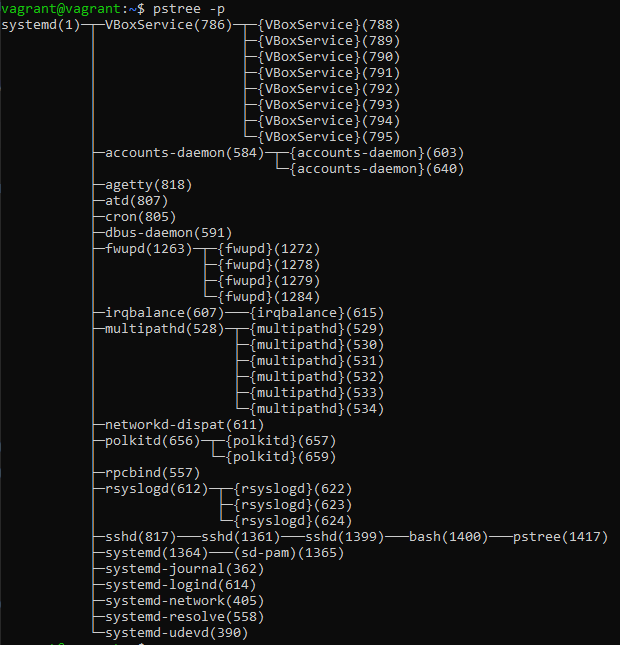 vagrant@vagrant:~$ pstree -p
systemd(1)─┬─VBoxService(786)─┬─{VBoxService}(788)
           │                  ├─{VBoxService}(789)
           │                  ├─{VBoxService}(790)
           │                  ├─{VBoxService}(791)
           │                  ├─{VBoxService}(792)
           │                  ├─{VBoxService}(793)
           │                  ├─{VBoxService}(794)
           │                  └─{VBoxService}(795)
           ├─accounts-daemon(584)─┬─{accounts-daemon}(603)
           │                      └─{accounts-daemon}(640)
           ├─agetty(818)
           ├─atd(807)
           ├─cron(805)
           ├─dbus-daemon(591)
           ├─fwupd(1263)─┬─{fwupd}(1272)
           │             ├─{fwupd}(1278)
           │             ├─{fwupd}(1279)
           │             └─{fwupd}(1284)
           ├─irqbalance(607)───{irqbalance}(615)
           ├─multipathd(528)─┬─{multipathd}(529)
           │                 ├─{multipathd}(530)
           │                 ├─{multipathd}(531)
           │                 ├─{multipathd}(532)
           │                 ├─{multipathd}(533)
           │                 └─{multipathd}(534)
           ├─networkd-dispat(611)
           ├─polkitd(656)─┬─{polkitd}(657)
           │              └─{polkitd}(659)
           ├─rpcbind(557)
           ├─rsyslogd(612)─┬─{rsyslogd}(622)
           │               ├─{rsyslogd}(623)
           │               └─{rsyslogd}(624)
           ├─sshd(817)───sshd(1361)───sshd(1399)───bash(1400)───pstree(1417)
           ├─systemd(1364)───(sd-pam)(1365)
           ├─systemd-journal(362)
           ├─systemd-logind(614)
           ├─systemd-network(405)
           ├─systemd-resolve(558)
           └─systemd-udevd(390)